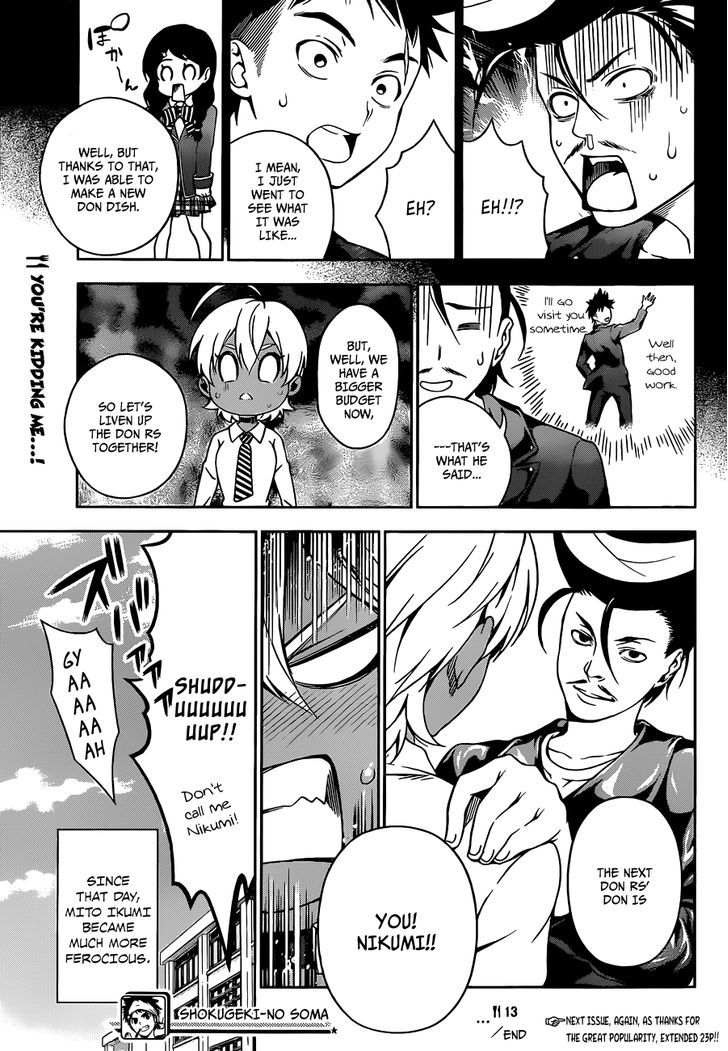 EH!!?
EH?
I MEAN,
I JUST
WENT TO
SEE WHAT
IT WAS
LIKE...
ぽかーん
WELL, BUT
THANKS TO THAT,
I WAS ABLE TO
MAKE A NEW
DON DISH.
YOU'RE KIDDING ME...!
I'll go
visit you
sometime.
Well
then,
Good
work.
---THAT'S
WHAT HE
SAID...
BUT,
WELL, WE
HAVE A
BIGGER
BUDGET
NOW,
SO LET'S
LIVEN UP
THE DON RS
TOGETHER!
THE NEXT
DON RS'
DON IS
YOU!
NIKUMI!!
SHUDD-
UUUUUUU
UUUP!!
Don't
call me
Nikumi!
GY
AA
AA
AA
AH
SINCE
THAT DAY,
MITO IKUMI
BECAME
MUCH MORE
FEROCIOUS.
SHOKUGEKI-NO SOMA
... 13
/END
NEXT ISSUE, AGAIN, AS THANKS FOR
THE GREAT POPULARITY, EXTENDED 23P!!